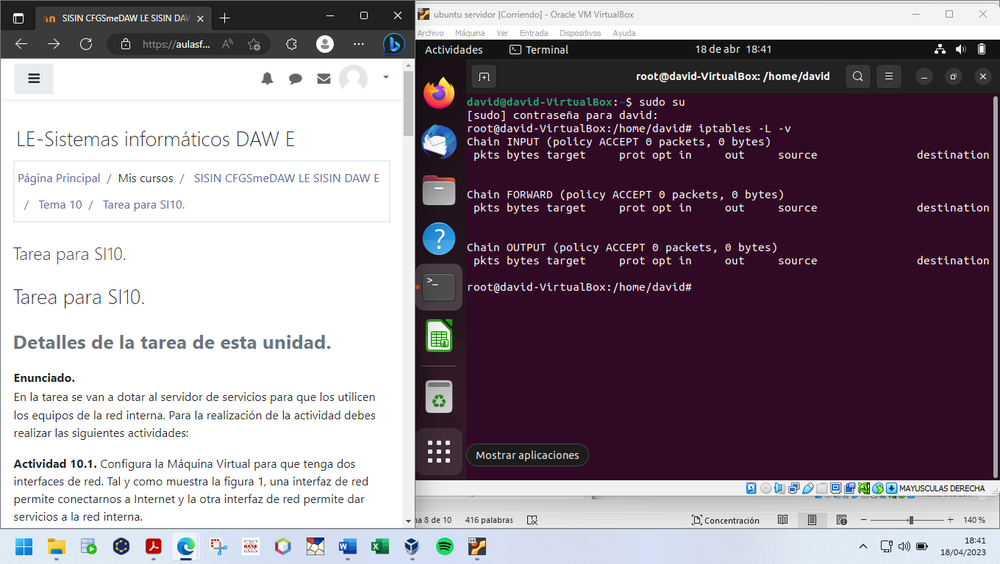 SISIN CFGSmeDAW LE SISIN DAW
https://aulasf...
LE-Sistemas informáticos DAW E
Página Principal / Mis cursos / SISIN CFGSmeDAW LE SISIN DAW E
/ Tema 10 / Tarea para SI10.
Tarea para SI10.
Tarea para SI10.
Detalles de la tarea de esta unidad.
Enunciado.
En la tarea se van a dotar al servidor de servicios para que los utilicen
los equipos de la red interna. Para la realización de la actividad debes
realizar las siguientes actividades:
Actividad 10.1. Configura la Máquina Virtual para que tenga dos
interfaces de red. Tal y como muestra la figura 1, una interfaz de red
permite conectarnos a Internet y la otra interfaz de red permite dar
servicios a la red interna.
ubuntu servidor [Corriendo] - Oracle VM VirtualBox
Archivo Máquina Ver Entrada Dispositivos Ayuda
Actividades Terminal 18 de abr 18:41
root@david-VirtualBox: /home/david
david@david-VirtualBox:~$ sudo su
[sudo] contraseña para david:
root@david-VirtualBox:/home/david# iptables -L -v
Chain INPUT (policy ACCEPT 0 packets, 0 bytes)
pkts bytes target prot opt in out source destination
Chain FORWARD (policy ACCEPT 0 packets, 0 bytes)
pkts bytes target prot opt in out source destination
Chain OUTPUT (policy ACCEPT 0 packets, 0 bytes)
pkts bytes target prot opt in out source destination
root@david-VirtualBox:/home/david#
Mostrar aplicaciones
MAYUSCULAS DERECHA
na 8 de 10 416 palabras Concentración 140 %
18:41
18/04/2023